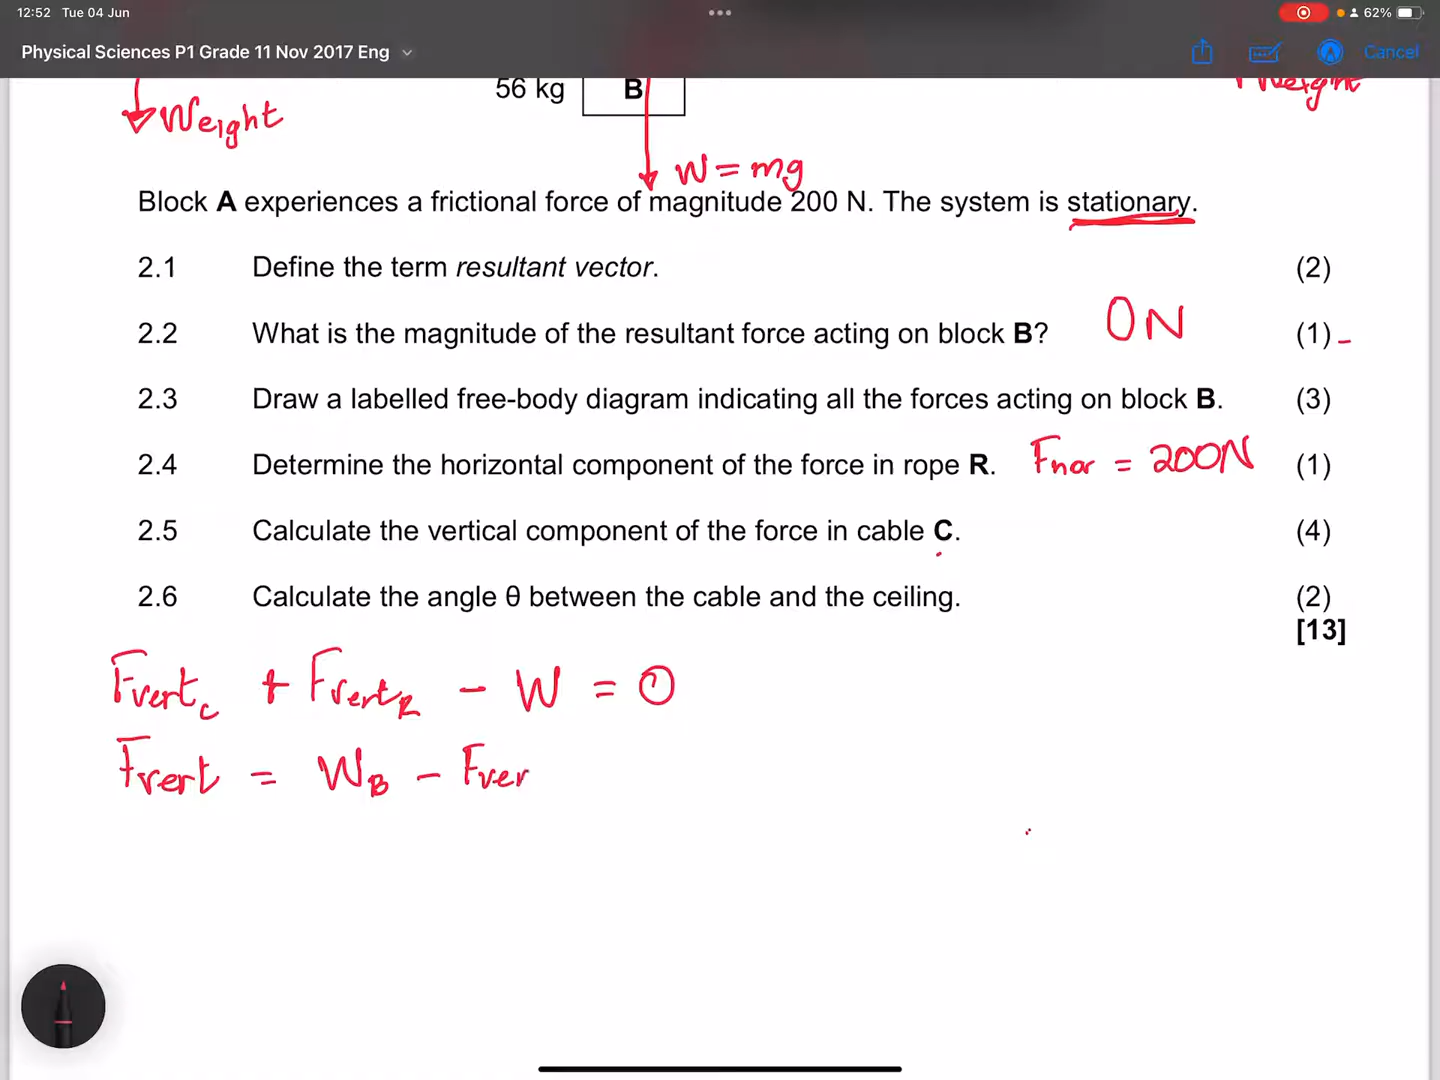 12:52 Tue 04 Jun
62%
Physical Sciences P1 Grade 11 Nov 2017 Eng
Cancel
Weight
56 kg B
Weight
W = mg
Block A experiences a frictional force of magnitude 200 N. The system is stationary.
2.1 Define the term resultant vector. (2)
2.2 What is the magnitude of the resultant force acting on block B? 0N (1)
2.3 Draw a labelled free-body diagram indicating all the forces acting on block B. (3)
2.4 Determine the horizontal component of the force in rope R. Fhor = 200N (1)
2.5 Calculate the vertical component of the force in cable C. (4)
2.6 Calculate the angle θ between the cable and the ceiling. (2)
[13]
FvertC + FvertR - W = 0
Fvert = WB - Fver